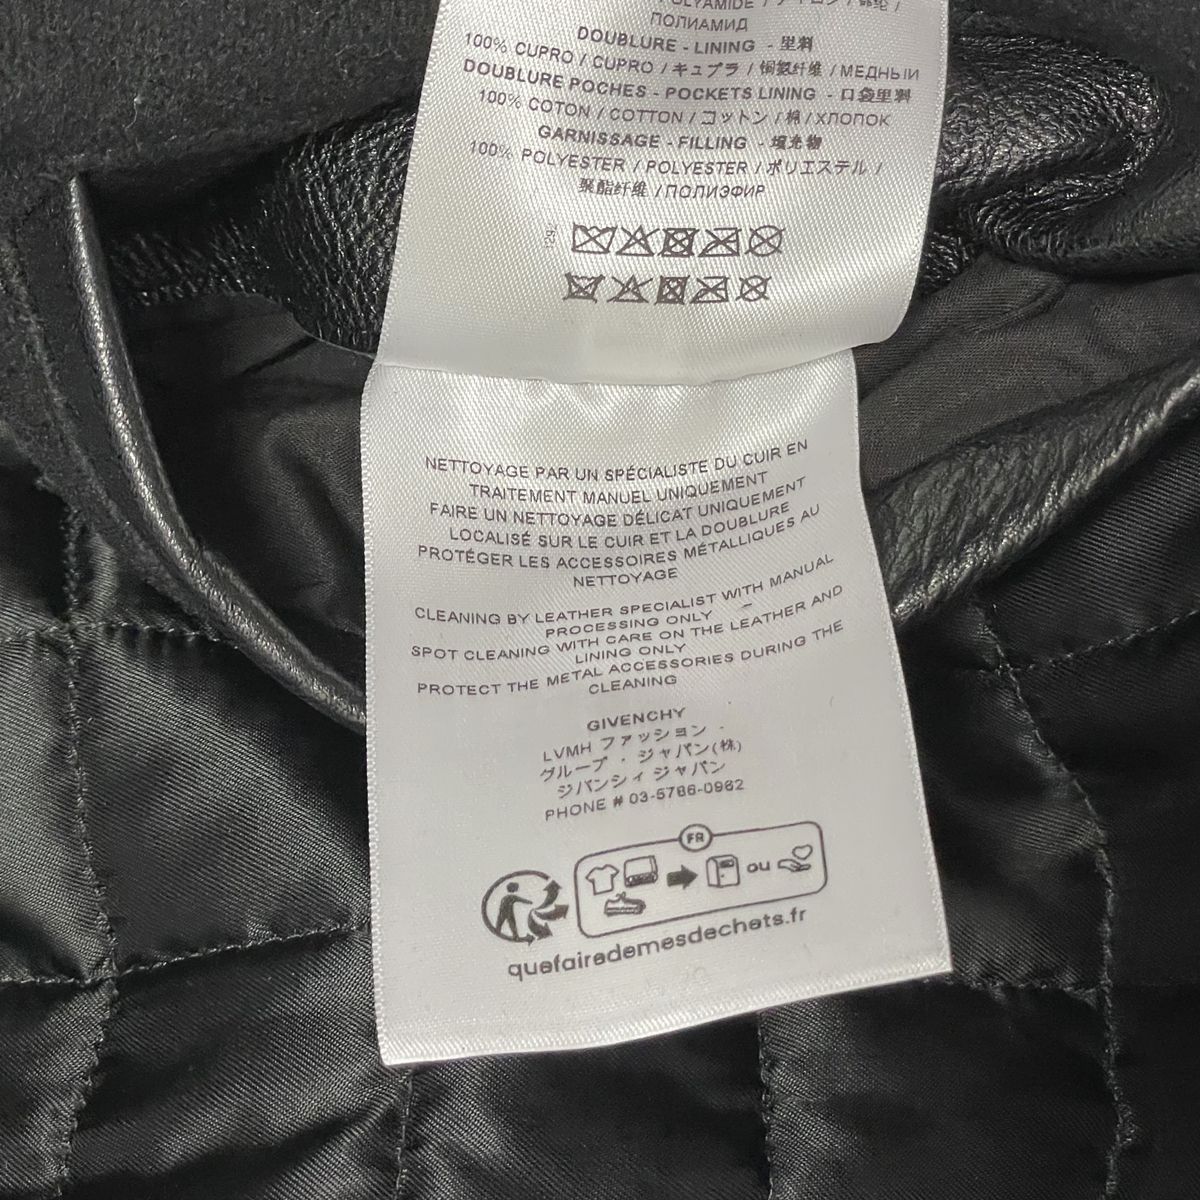 POLYAMIDE / ナイロン / 锦纶 /
ПОЛИАМИД
DOUBLURE - LINING - 里料
100% CUPRO / CUPRO / キュプラ / 铜氨纤维 / МЕДНЫЙ
DOUBLURE POCHES - POCKETS LINING - 口袋里料
100% COTON / COTTON / コットン / 棉 / ХЛОПОК
GARNISSAGE - FILLING - 填充物
100% POLYESTER / POLYESTER / ポリエステル /
聚酯纤维 / ПОЛИЭФИР
NETTOYAGE PAR UN SPÉCIALISTE DU CUIR EN
TRAITEMENT MANUEL UNIQUEMENT
FAIRE UN NETTOYAGE DÉLICAT UNIQUEMENT
LOCALISÉ SUR LE CUIR ET LA DOUBLURE
PROTÉGER LES ACCESSOIRES MÉTALLIQUES AU
NETTOYAGE
CLEANING BY LEATHER SPECIALIST WITH MANUAL
PROCESSING ONLY
SPOT CLEANING WITH CARE ON THE LEATHER AND
LINING ONLY
PROTECT THE METAL ACCESSORIES DURING THE
CLEANING
GIVENCHY
LVMH ファッション ・
グループ ・ ジャパン(株)
ジバンシィ ジャパン
PHONE # 03-5786-0982
FR
ou
quefairedemesdechets.fr